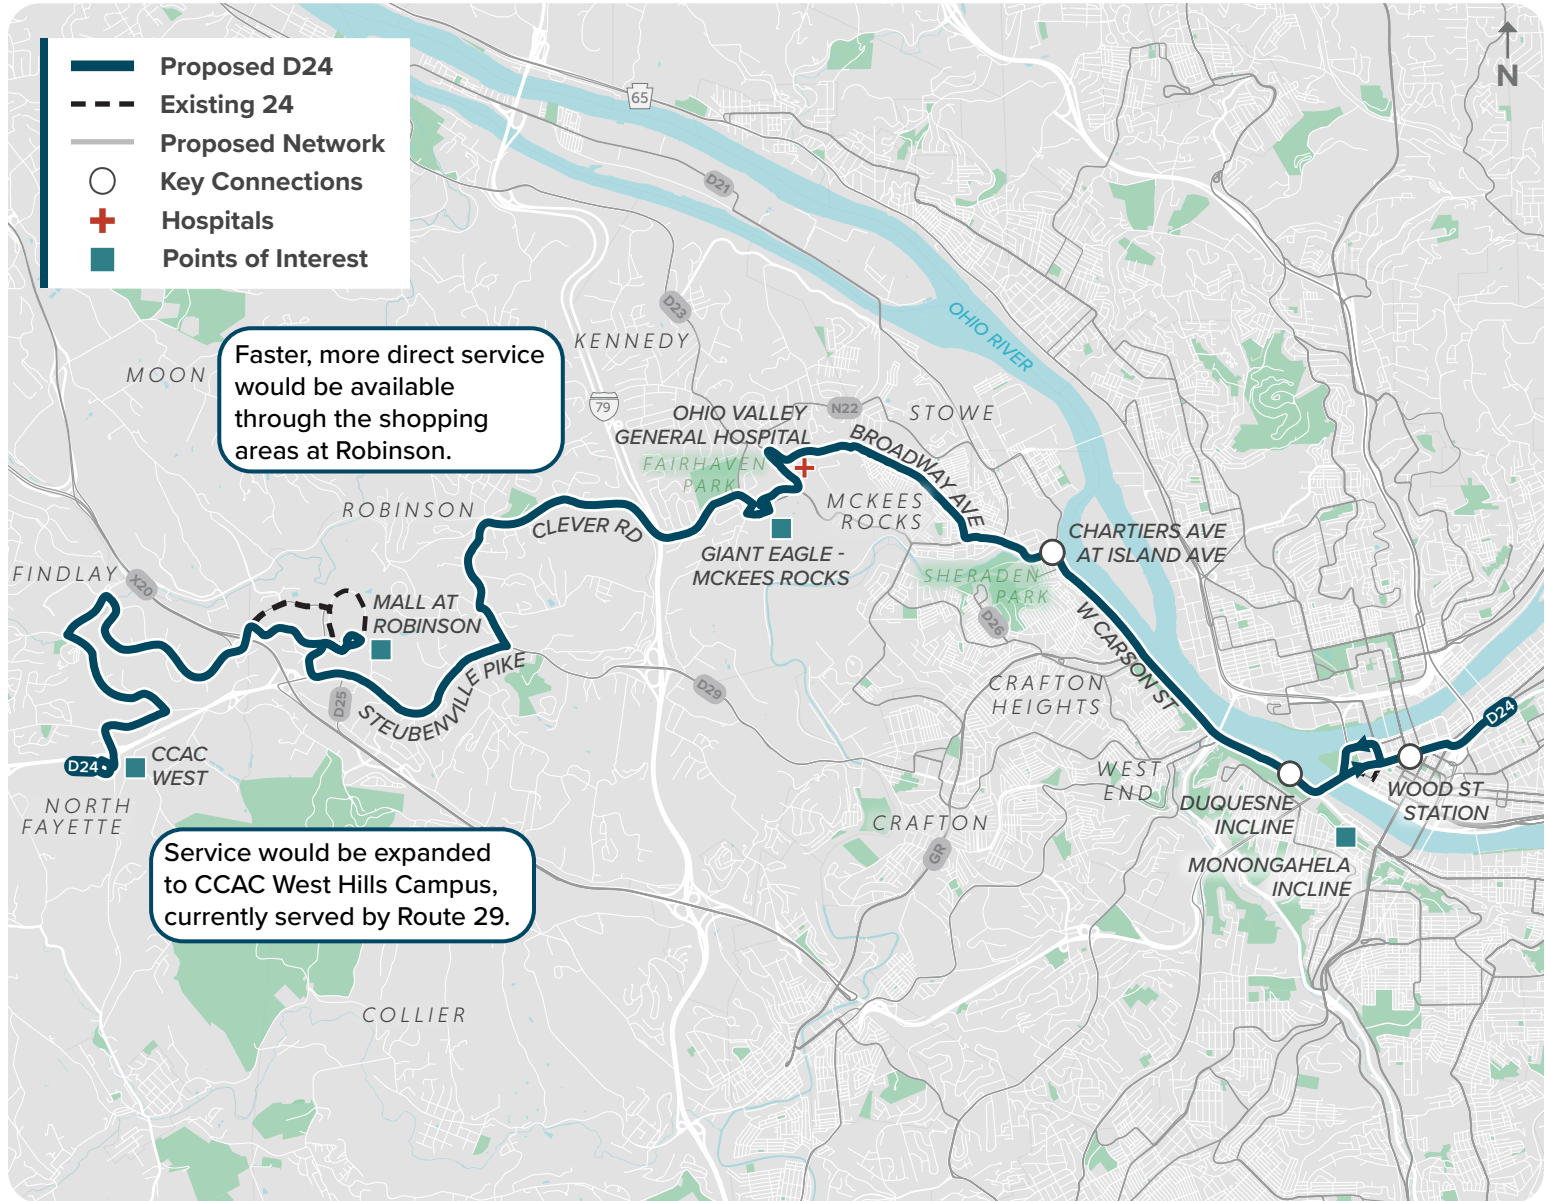 Proposed D24
Existing 24
Proposed Network
Key Connections
Hospitals
Points of Interest
N
65
D21
D23
OHIO RIVER
KENNEDY
MOON
Faster, more direct service
would be available
through the shopping
areas at Robinson.
79
OHIO VALLEY
GENERAL HOSPITAL
N22
STOWE
BROADWAY AVE
FAIRHAVEN
PARK
MCKEES
ROCKS
ROBINSON
CLEVER RD
GIANT EAGLE -
MCKEES ROCKS
CHARTIERS AVE
AT ISLAND AVE
FINDLAY
X20
SHERADEN
PARK
D26
MALL AT
ROBINSON
W CARSON ST
STEUBENVILLE PIKE
D25
D29
CRAFTON
HEIGHTS
D24
D24
CCAC
WEST
WEST
END
NORTH
FAYETTE
DUQUESNE
INCLINE
WOOD ST
STATION
CRAFTON
GR
MONONGAHELA
INCLINE
Service would be expanded
to CCAC West Hills Campus,
currently served by Route 29.
COLLIER